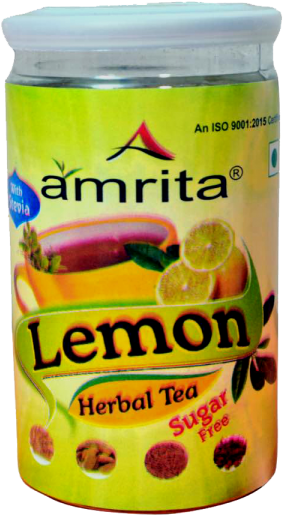 An ISO 9001:2015
amrita®
With
Stevia
Lemon
Herbal Tea
Sugar
Free